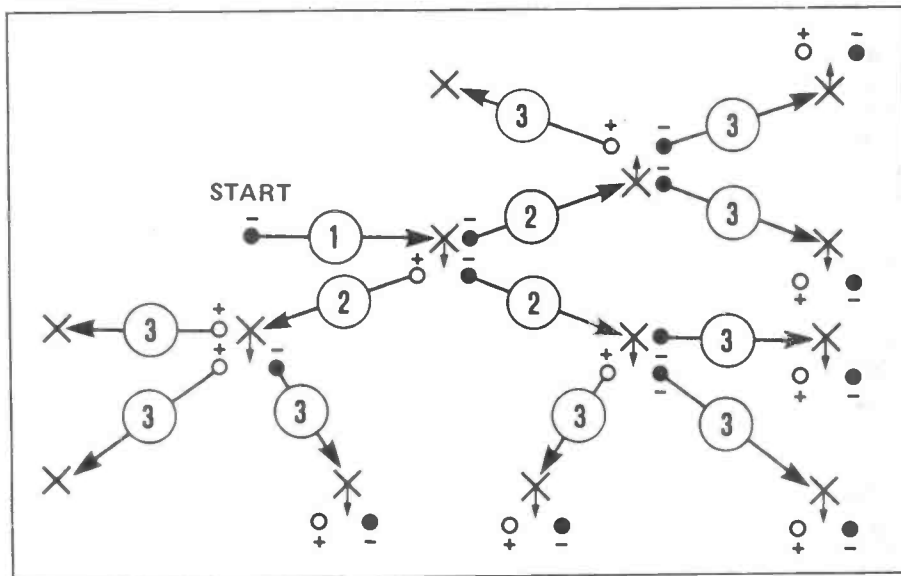 + −
3 + − 3
START −
− 1 − 2 3
+ − + −
3 + 2 2 3
+ − + − + −
3 3 3 − 3
+ − + − + −